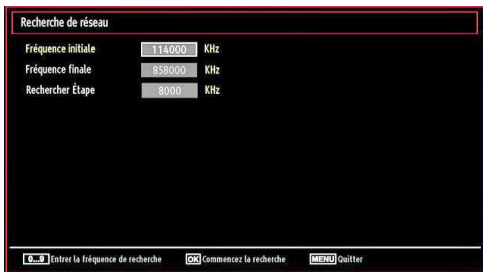 Recherche de réseau
Fréquence initiale 114000 KHz
Fréquence finale 858000 KHz
Rechercher Étape 8000 KHz
0...9 Entrer la fréquence de recherche OK Commencez la recherche MENU Quitter